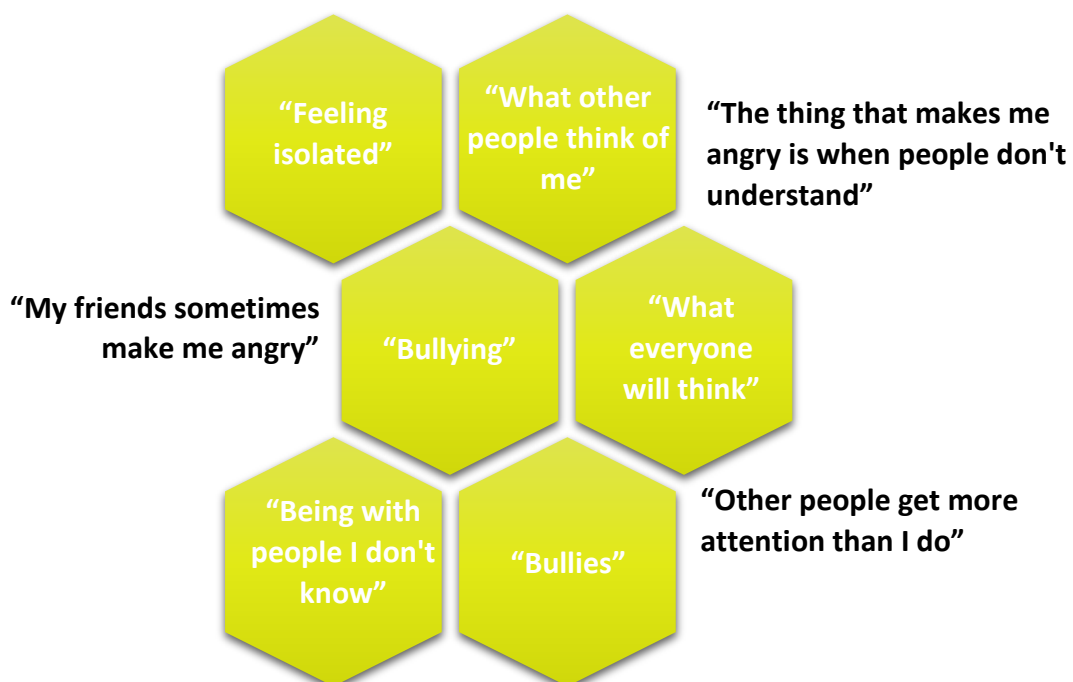 “Feeling
isolated”
“What other
people think of
me”
“The thing that makes me
angry is when people don't
understand”
“My friends sometimes
make me angry”
“Bullying”
“What
everyone
will think”
“Being with
people I don't
know”
“Bullies”
“Other people get more
attention than I do”